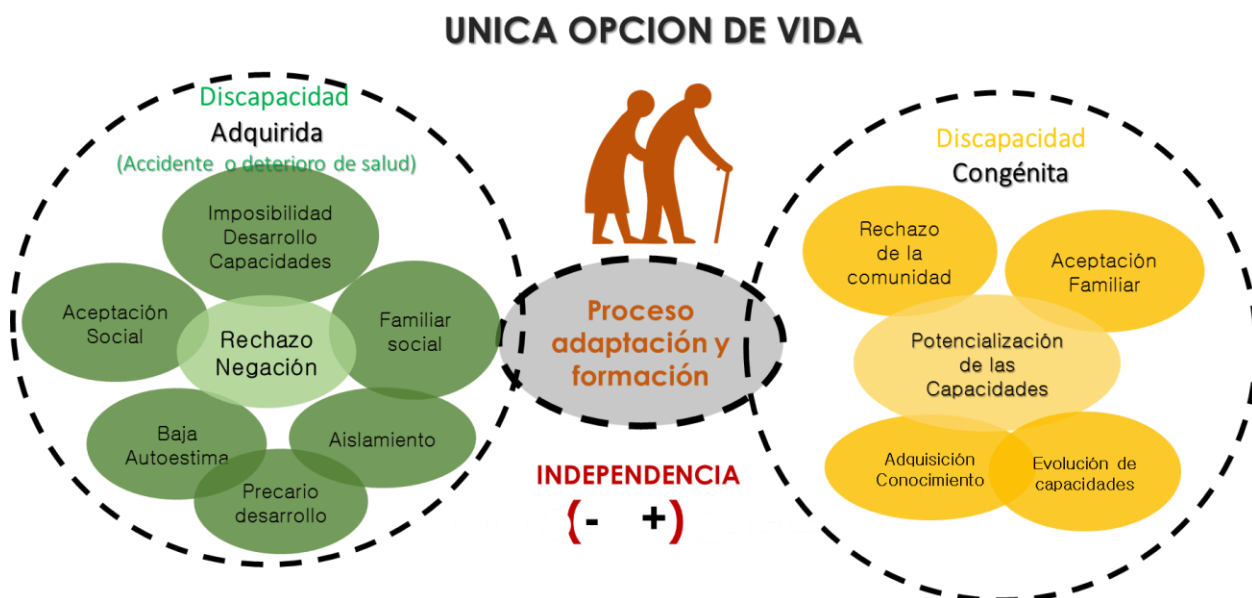 UNICA OPCION DE VIDA
Discapacidad
Adquirida
(Accidente o deterioro de salud)
Imposibilidad
Desarrollo
Capacidades
Aceptación
Social
Rechazo
Negación
Familiar
social
Baja
Autoestima
Aislamiento
Precario
desarrollo
Proceso
adaptación y
formación
INDEPENDENCIA
(- +)
Discapacidad
Congénita
Rechazo
de la
comunidad
Aceptación
Familiar
Potencialización
de las
Capacidades
Adquisición
Conocimiento
Evolución de
capacidades